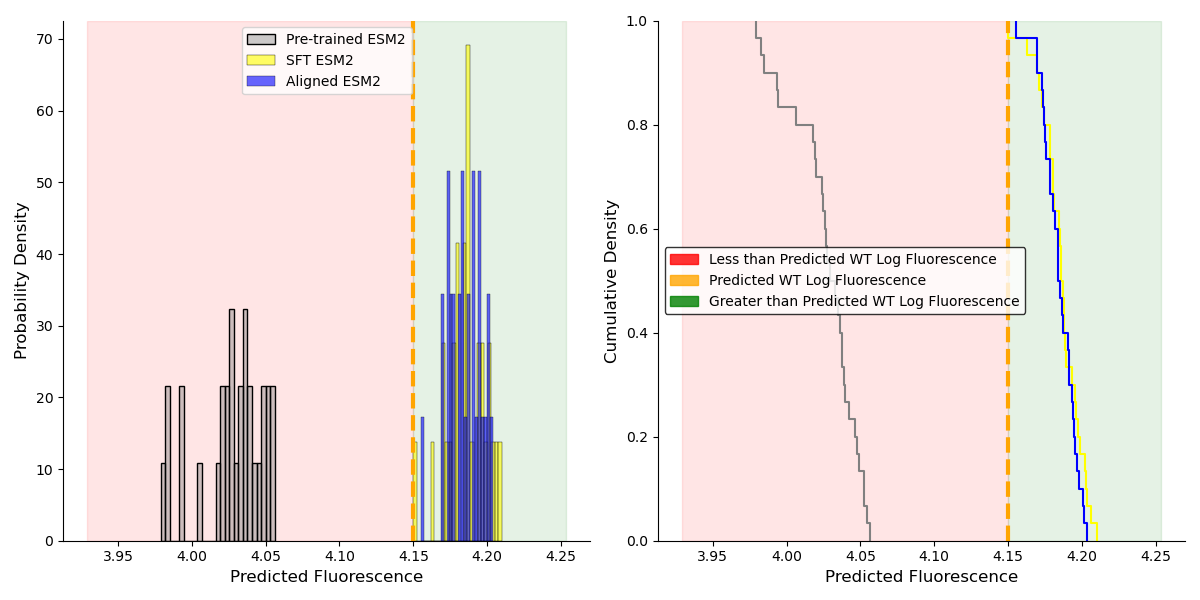 Pre-trained ESM2
SFT ESM2
Aligned ESM2
70
60
50
40
30
20
10
0
Probability Density
3.95 4.00 4.05 4.10 4.15 4.20 4.25
Predicted Fluorescence
1.0
0.8
0.6
0.4
0.2
0.0
Cumulative Density
Less than Predicted WT Log Fluorescence
Predicted WT Log Fluorescence
Greater than Predicted WT Log Fluorescence
3.95 4.00 4.05 4.10 4.15 4.20 4.25
Predicted Fluorescence